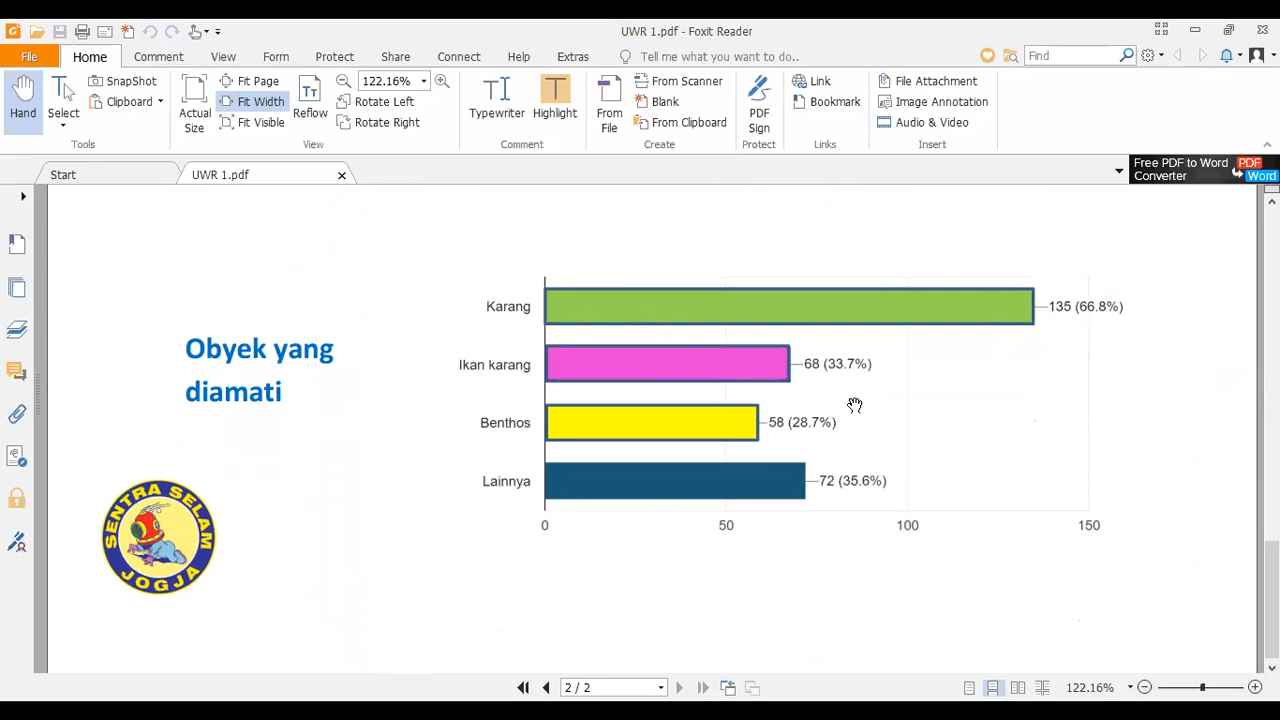 UWR 1.pdf - Foxit Reader
File Home Comment View Form Protect Share Connect Help Extras Tell me what you want to do.. Find
Hand
Select
SnapShot
Clipboard
Tools
Actual Size
Fit Page
Fit Width
Fit Visible
Reflow
122.16%
Rotate Left
Rotate Right
View
Typewriter
Highlight
Comment
From File
From Scanner
Blank
From Clipboard
Create
PDF Sign
Protect
Link
Bookmark
Links
File Attachment
Image Annotation
Audio & Video
Insert
Start
UWR 1.pdf
Free PDF to Word
Converter
PDF
Word
Obyek yang
diamati
SENTRA SELAM
JOGJA
Karang 135 (66.8%)
Ikan karang 68 (33.7%)
Benthos 58 (28.7%)
Lainnya 72 (35.6%)
0 50 100 150
2 / 2
122.16%